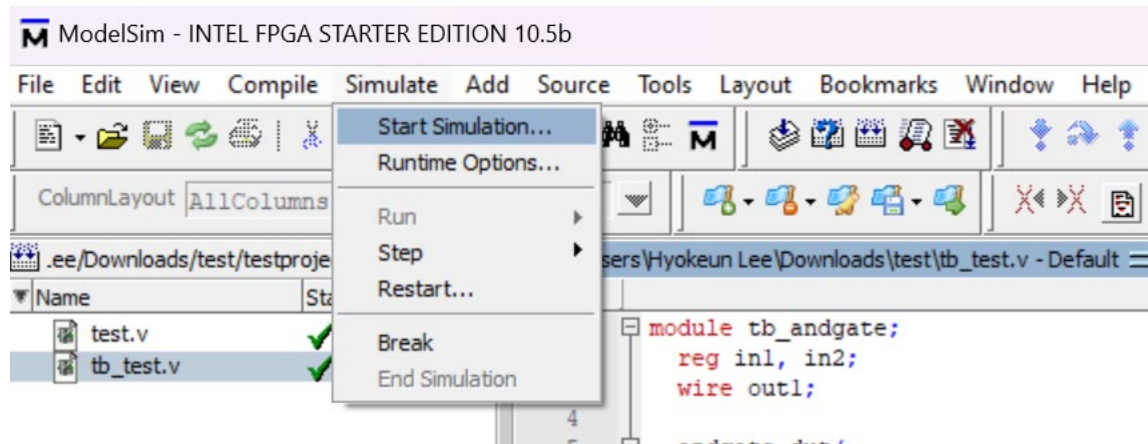 ModelSim - INTEL FPGA STARTER EDITION 10.5b
File Edit View Compile Simulate Add Source Tools Layout Bookmarks Window Help
Start Simulation...
Runtime Options...
Run
Step
Restart...
Break
End Simulation
ColumnLayout AllColumns
.ee/Downloads/test/testproje
sers\Hyokeun Lee\Downloads\test\tb_test.v - Default
Name Sta
test.v
tb_test.v
module tb_andgate;
reg in1, in2;
wire out1;
4